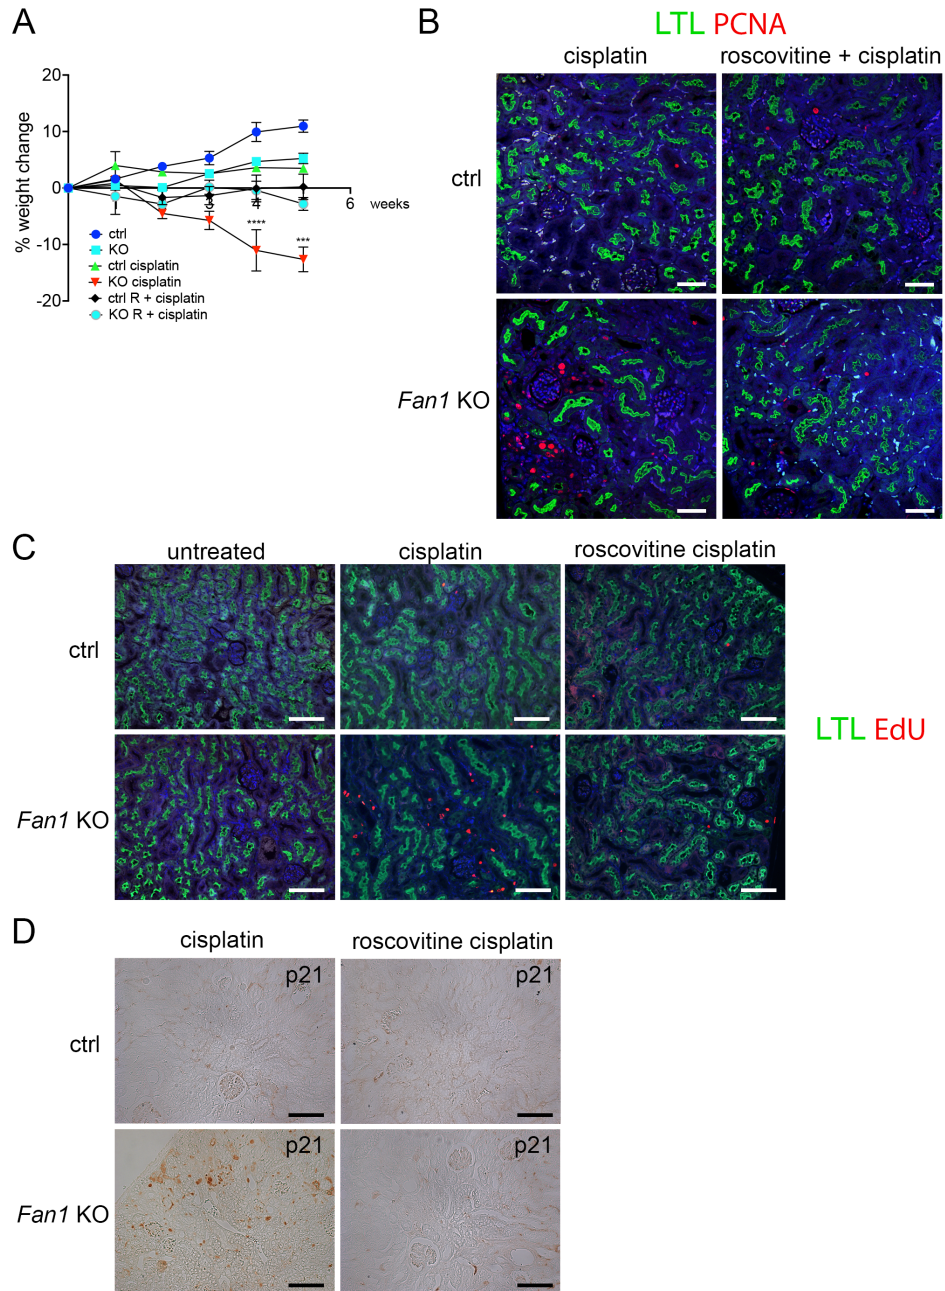 A
20
10
0
-10
-20
% weight change
3
4
6
weeks
****
***
ctrl
KO
ctrl cisplatin
KO cisplatin
ctrl R + cisplatin
KO R + cisplatin
B
LTL PCNA
cisplatin
roscovitine + cisplatin
ctrl
Fan1 KO
C
untreated
cisplatin
roscovitine cisplatin
ctrl
Fan1 KO
LTL EdU
D
cisplatin
roscovitine cisplatin
ctrl
p21
p21
Fan1 KO
p21
p21